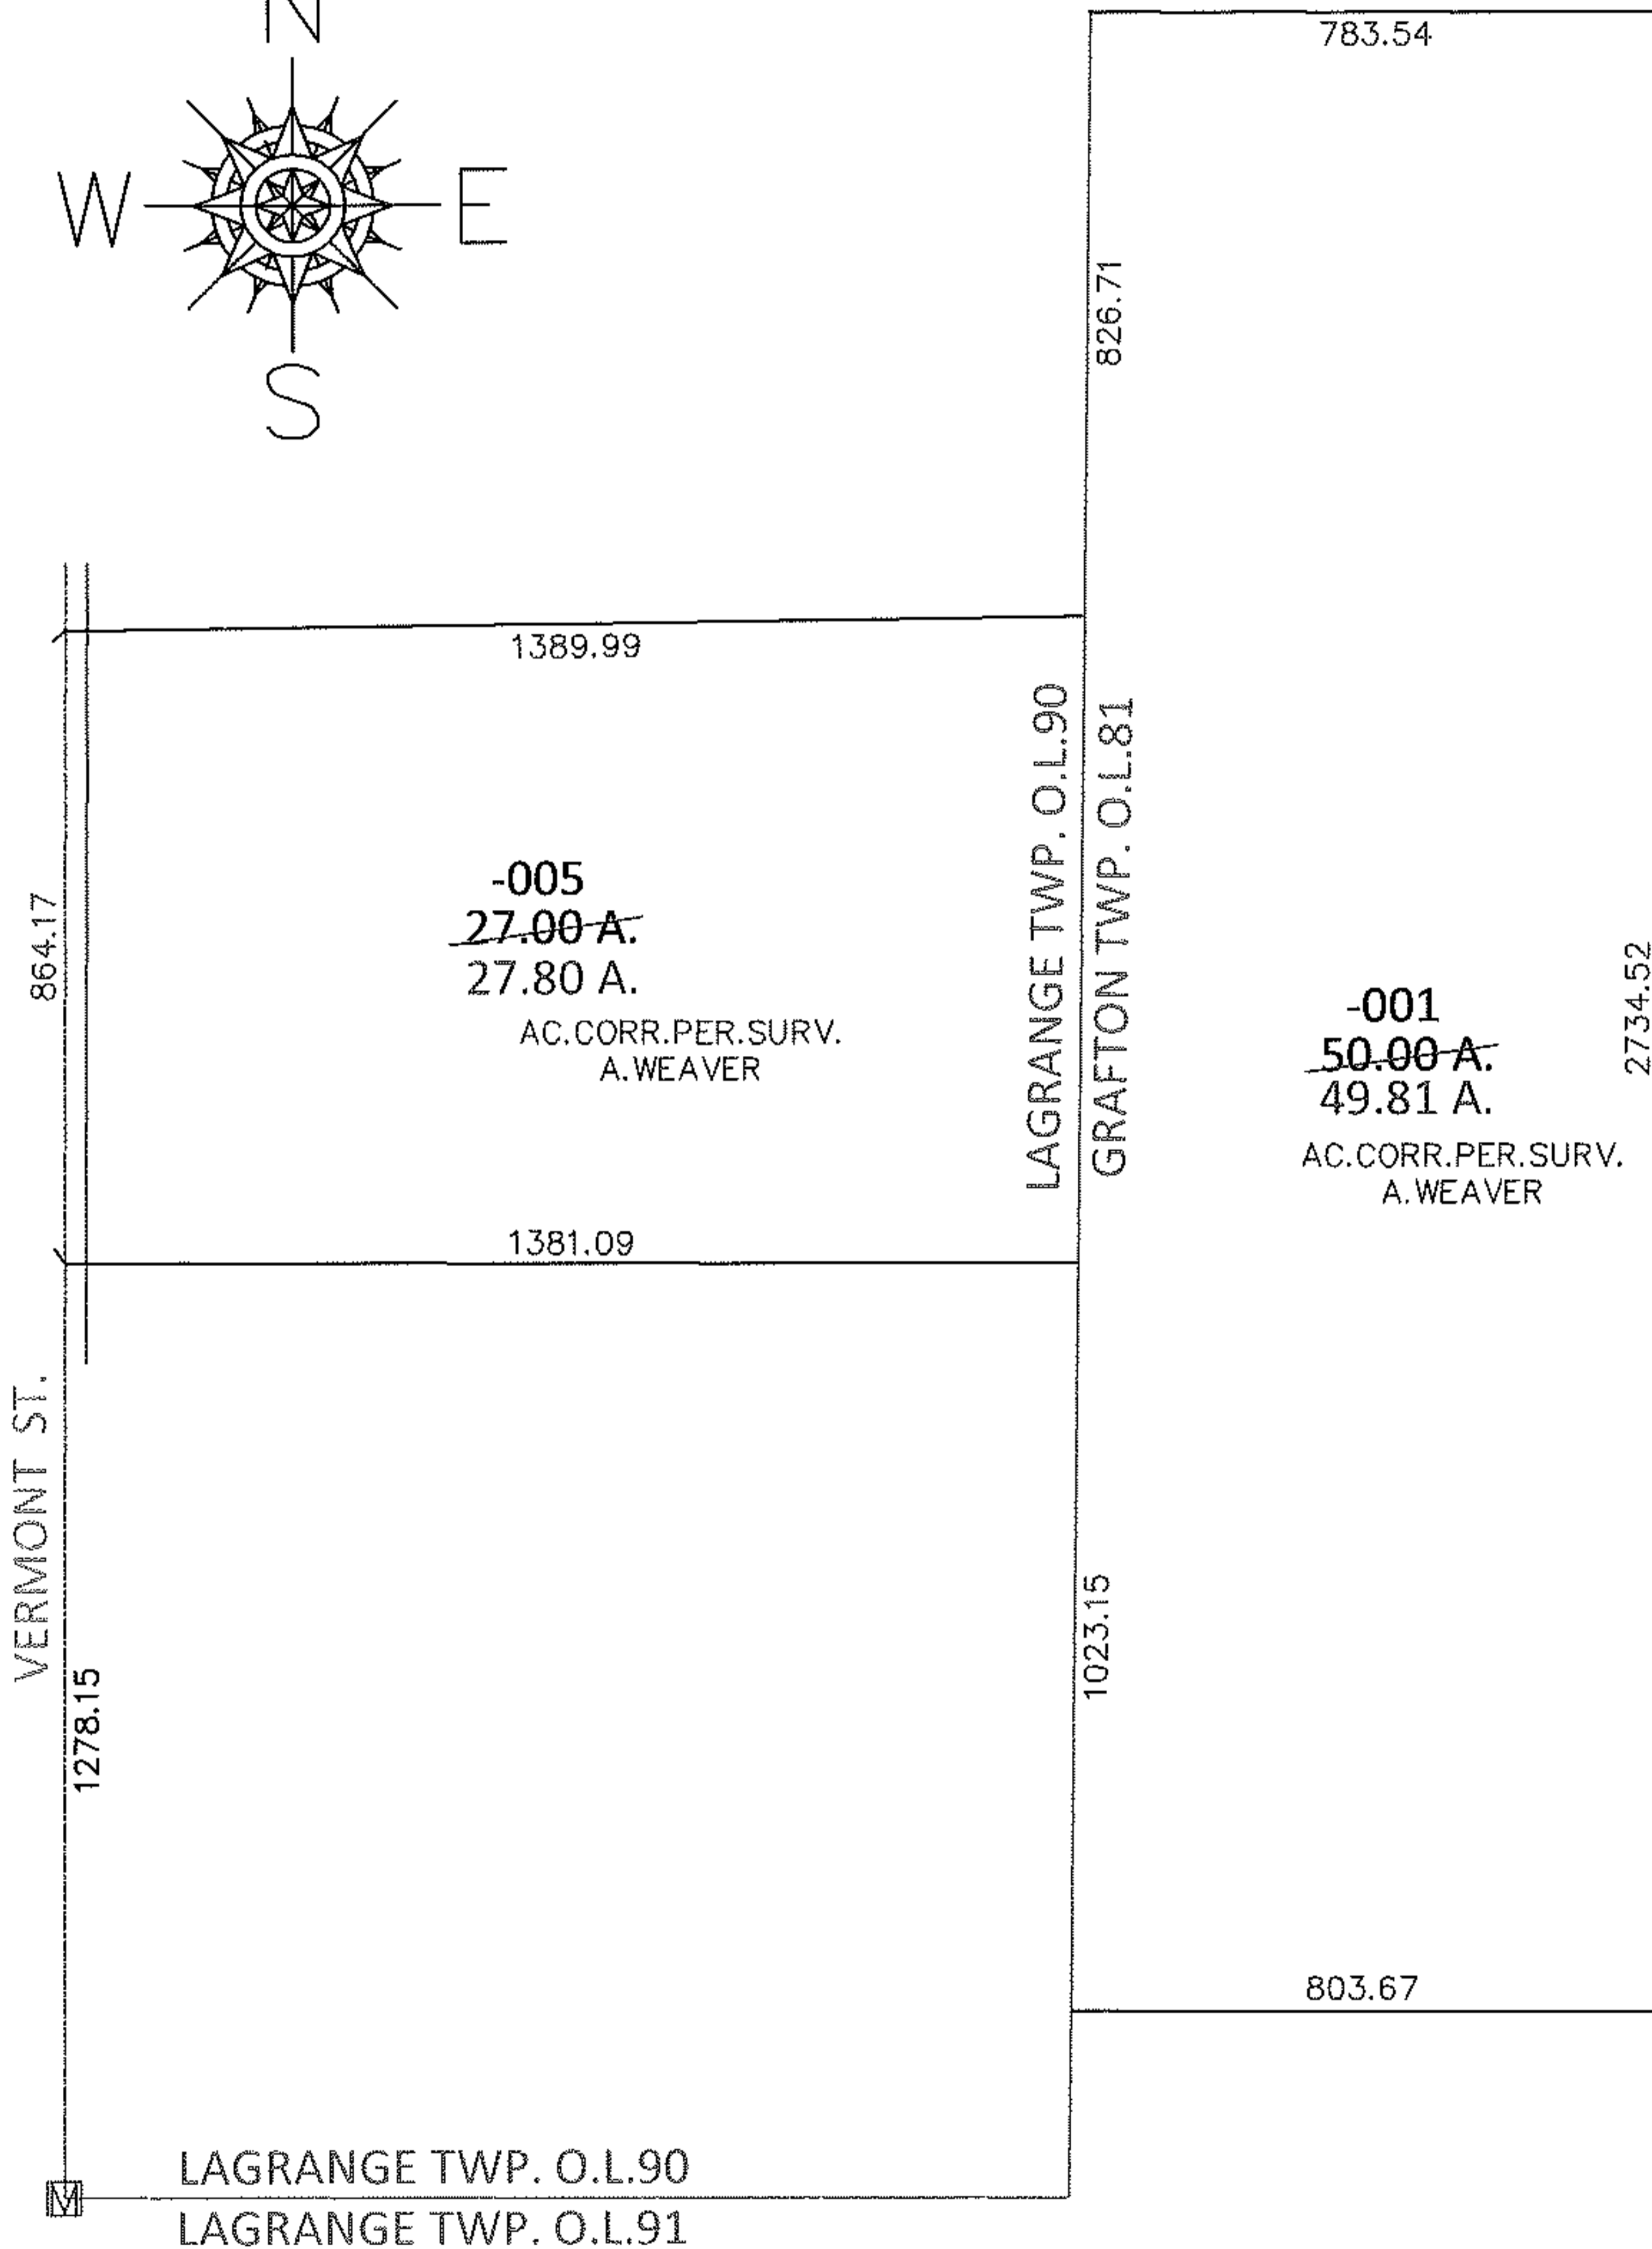 N
783.54
W
E
826.71
S
1389.99
LAGRANGE TWP. O.L.90
GRAFTON TWP. O.L.81
864.17
-005
27.00 A.
27.80 A.
AC.CORR.PER.SURV.
A.WEAVER
2734.52
-001
50.00 A.
49.81 A.
AC.CORR.PER.SURV.
A.WEAVER
1381.09
VERMONT ST.
1278.15
1023.15
803.67
LAGRANGE TWP. O.L.90
M
LAGRANGE TWP. O.L.91